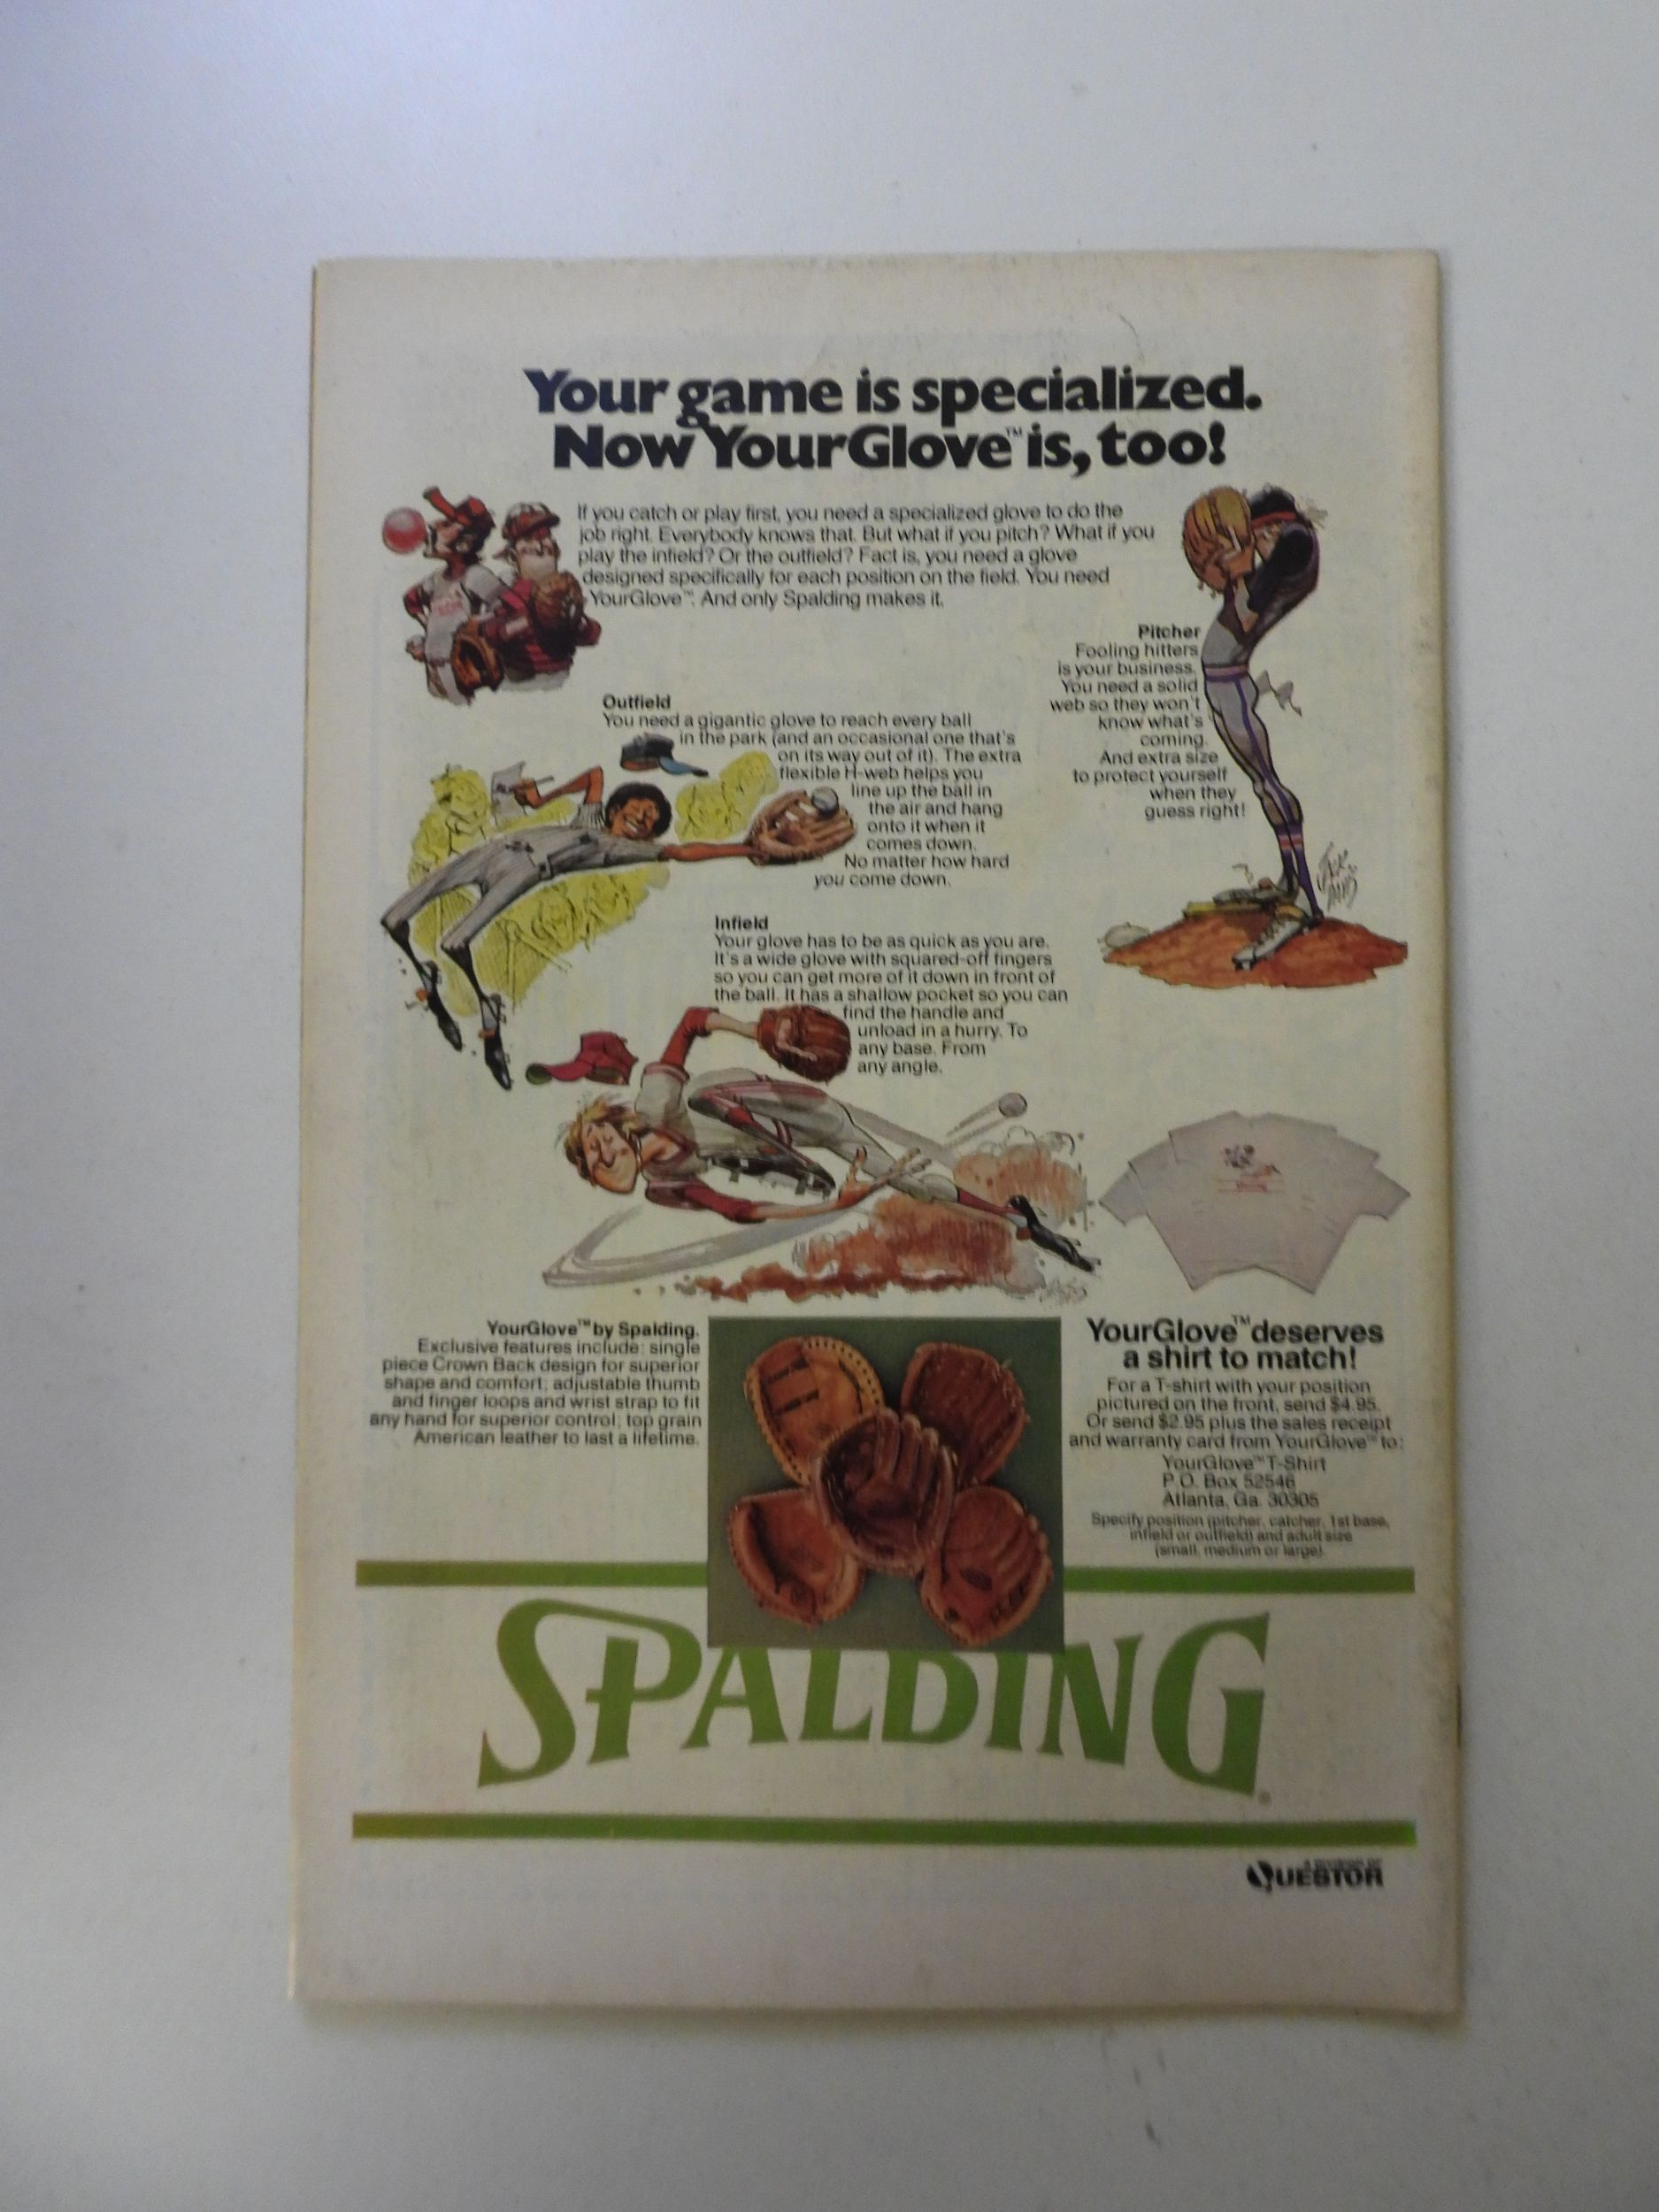 Your game is specialized.
Now YourGlove™ is, too!
If you catch or play first, you need a specialized glove to do the
job right. Everybody knows that. But what if you pitch? What if you
play the infield? Or the outfield? Fact is, you need a glove
designed specifically for each position on the field. You need
YourGlove™. And only Spalding makes it.
Pitcher
Fooling hitters
is your business.
You need a solid
web so they won't
know what's
coming.
And extra size
to protect yourself
when they
guess right!
Outfield
You need a gigantic glove to reach every ball
in the park (and an occasional one that's
on its way out of it). The extra
flexible H-web helps you
line up the ball in
the air and hang
onto it when it
comes down.
No matter how hard
you come down.
Infield
Your glove has to be as quick as you are.
It's a wide glove with squared-off fingers
so you can get more of it down in front of
the ball. It has a shallow pocket so you can
find the handle and
unload in a hurry. To
any base. From
any angle.
YourGlove™ by Spalding.
Exclusive features include: single
piece Crown Back design for superior
shape and comfort; adjustable thumb
and finger loops and wrist strap to fit
any hand for superior control; top grain
American leather to last a lifetime.
YourGlove™ deserves
a shirt to match!
For a T-shirt with your position
pictured on the front, send $4.95.
Or send $2.95 plus the sales receipt
and warranty card from YourGlove™ to:
YourGlove™ T-Shirt
P.O. Box 52546
Atlanta, Ga. 30305
Specify position (pitcher, catcher, 1st base,
infield or outfield) and adult size
(small, medium or large).
SPALDING
QUESTOR